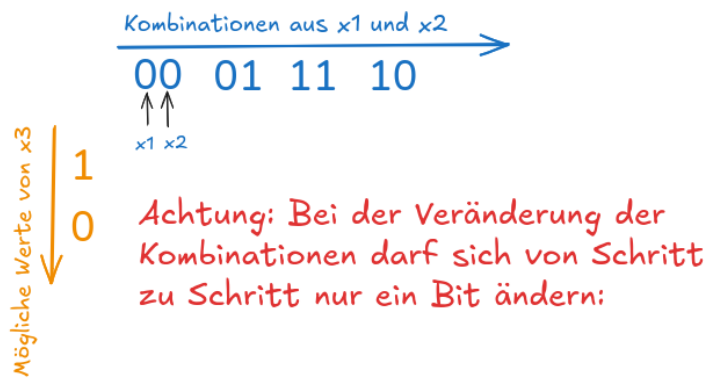 Kombinationen aus x1 und x2
00 01 11 10
x1 x2
Mögliche Werte von x3
1
0
Achtung: Bei der Veränderung der
Kombinationen darf sich von Schritt
zu Schritt nur ein Bit ändern: